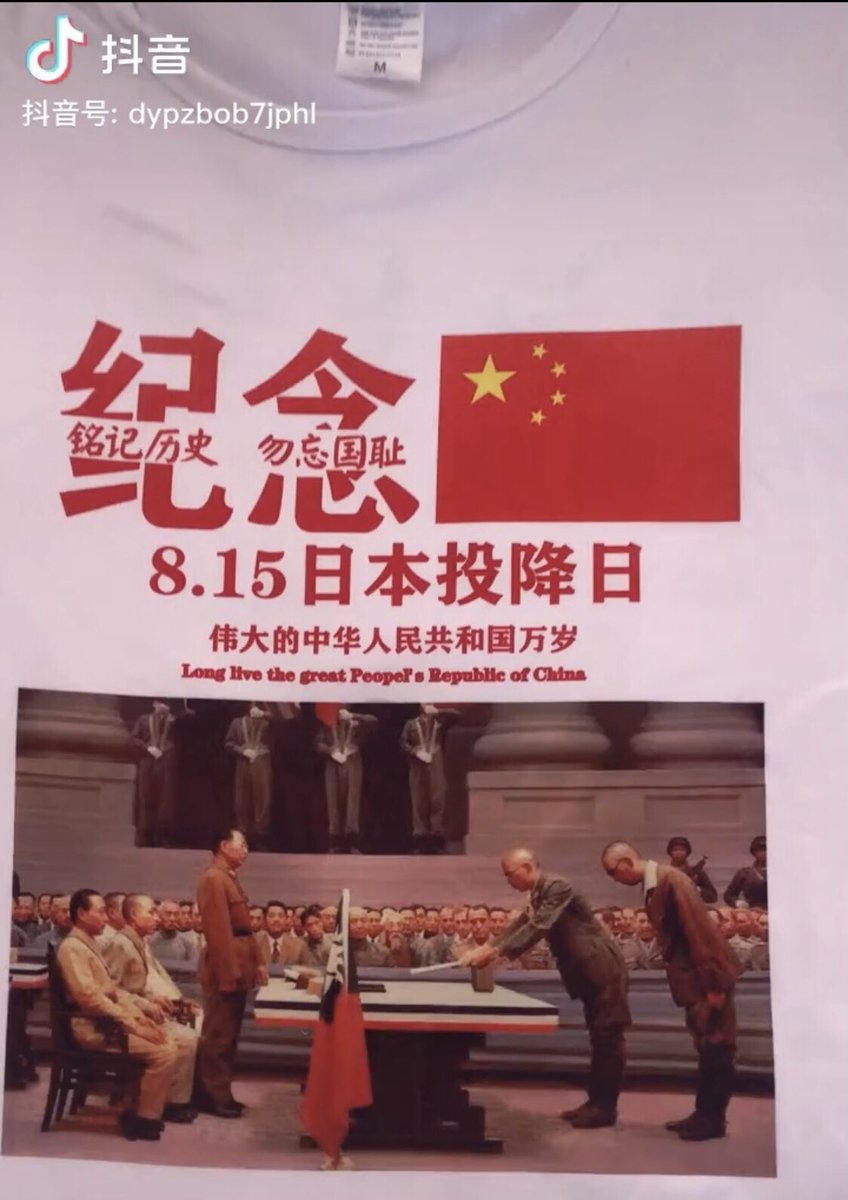 抖音
抖音号: dypzbob7jphl
M
纪念
铭记历史 勿忘国耻
8.15日本投降日
伟大的中华人民共和国万岁
Long live the great Peopel's Republic of China